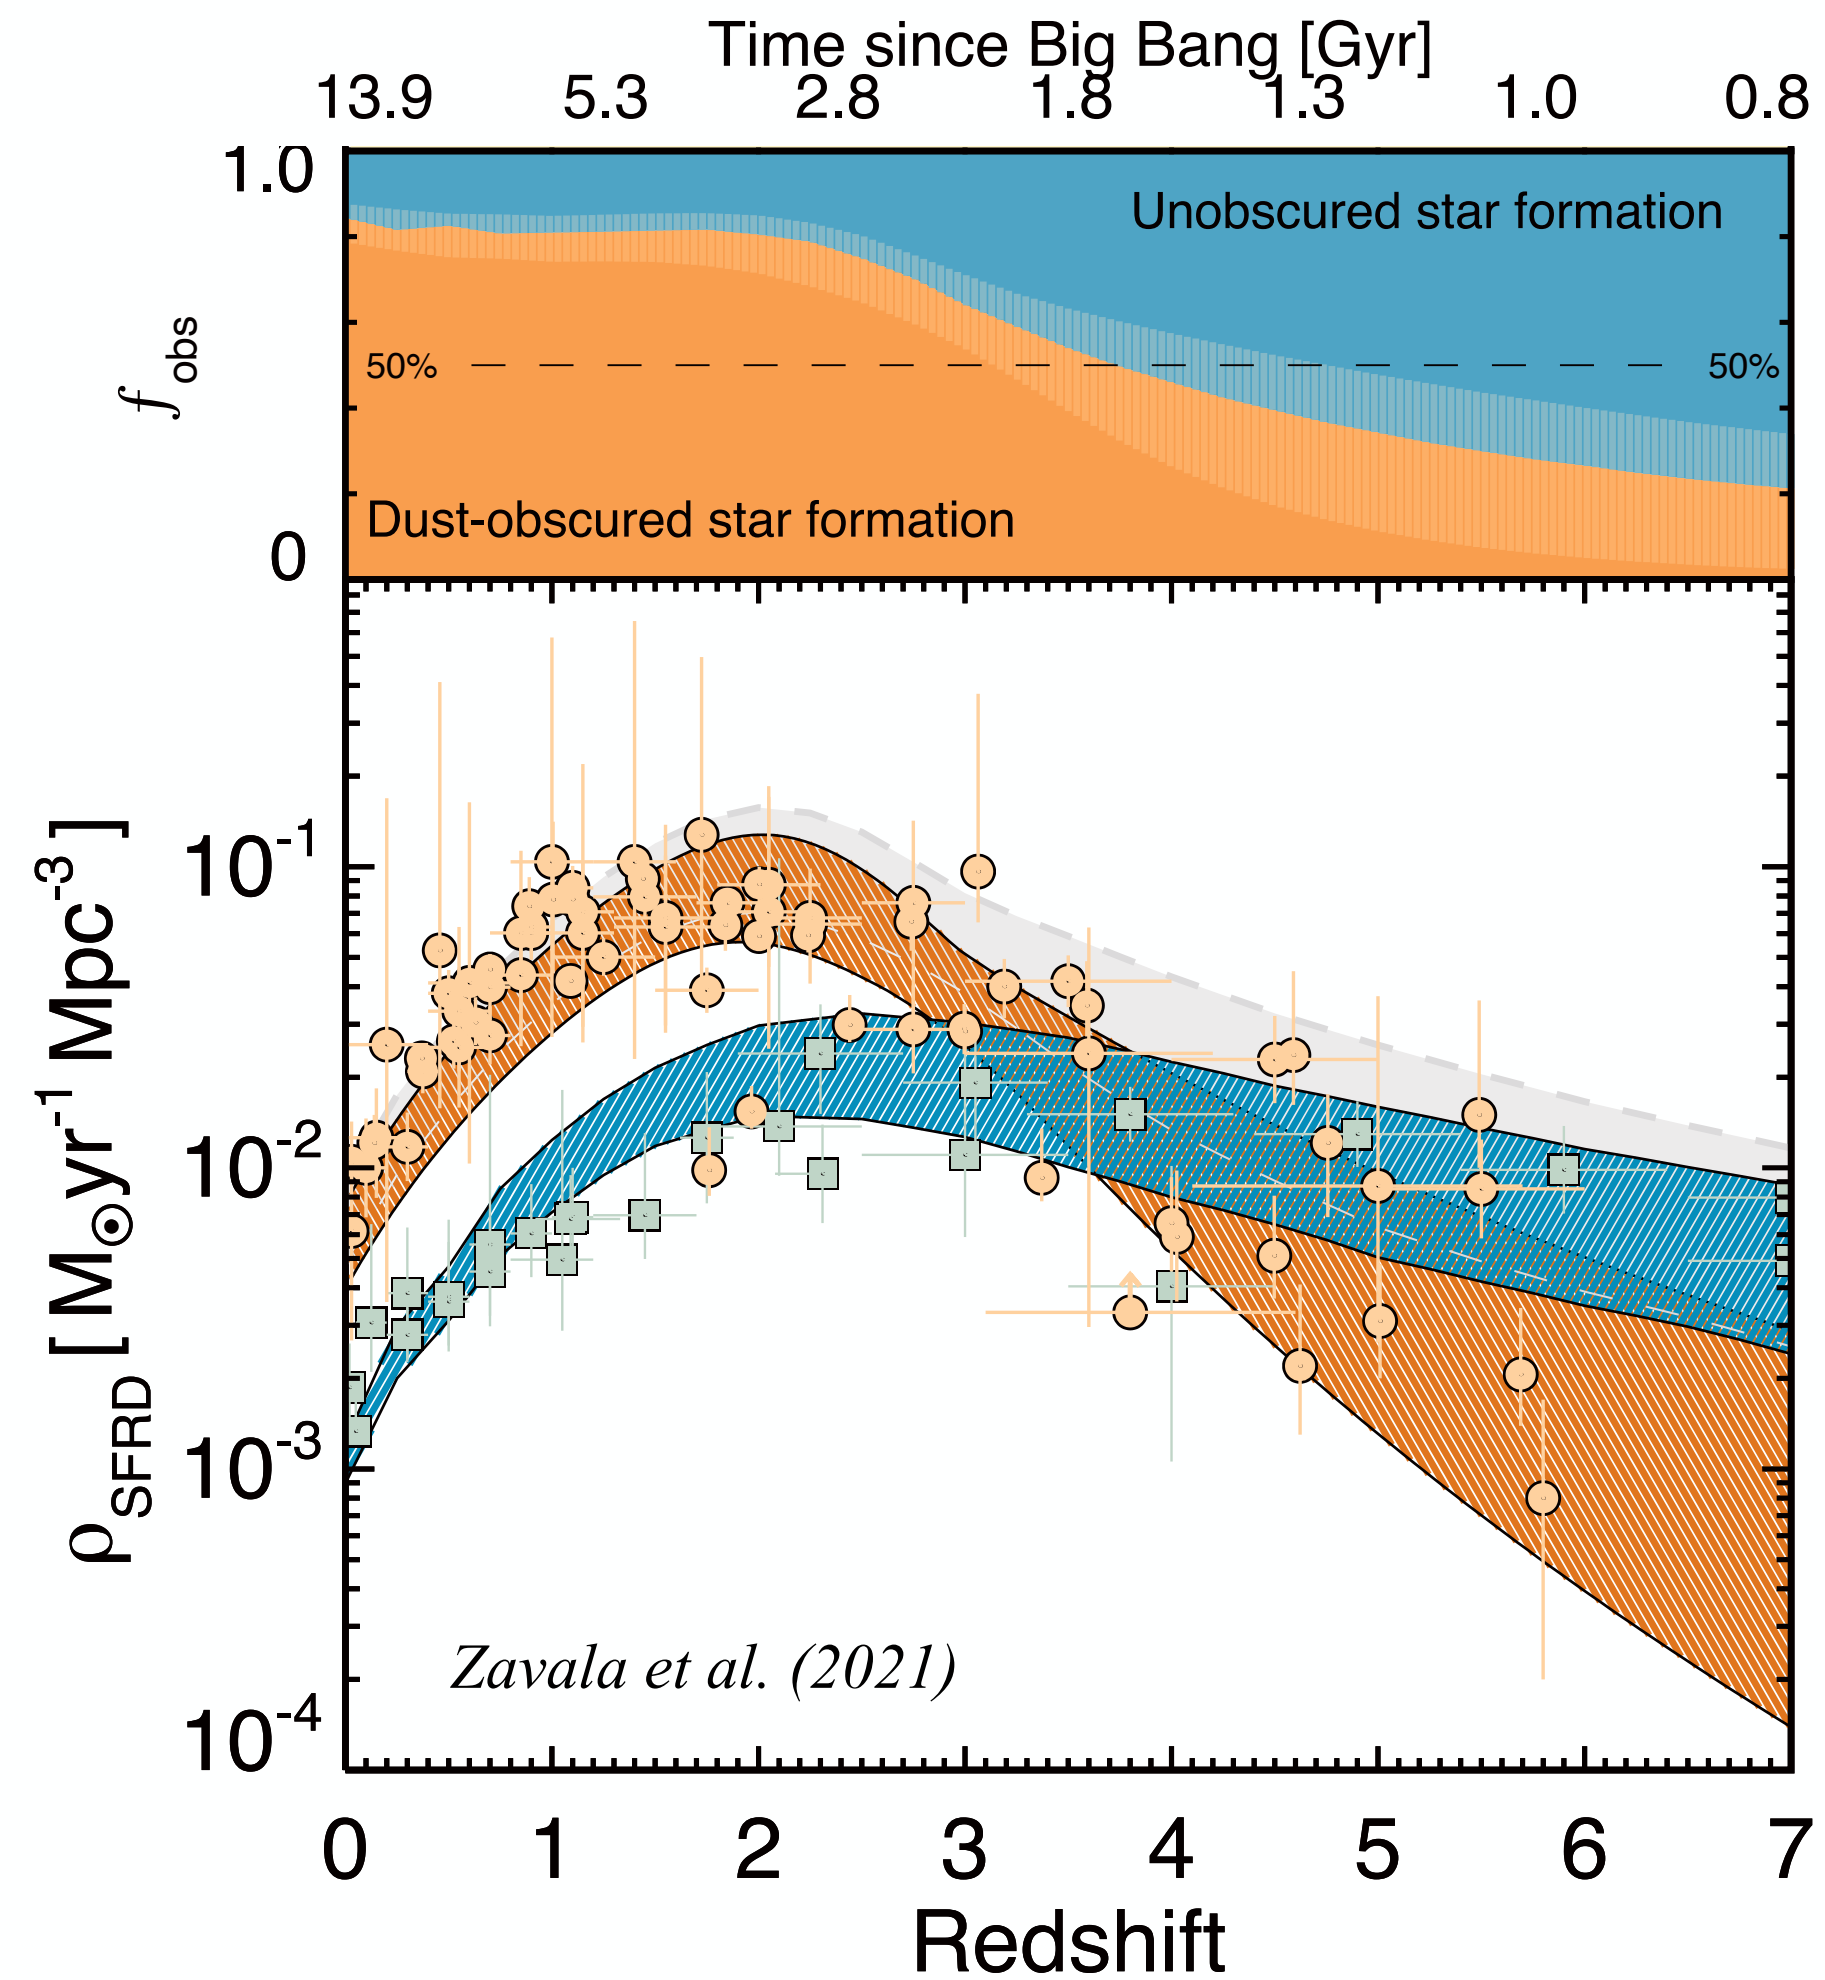 Time since Big Bang [Gyr]
13.9 5.3 2.8 1.8 1.3 1.0 0.8
1.0
Unobscured star formation
f obs
50% 50%
Dust-obscured star formation
0
10-1
10-2
10-3
10-4
ρSFRD [ M⊙yr-1 Mpc-3 ]
Zavala et al. (2021)
0 1 2 3 4 5 6 7
Redshift